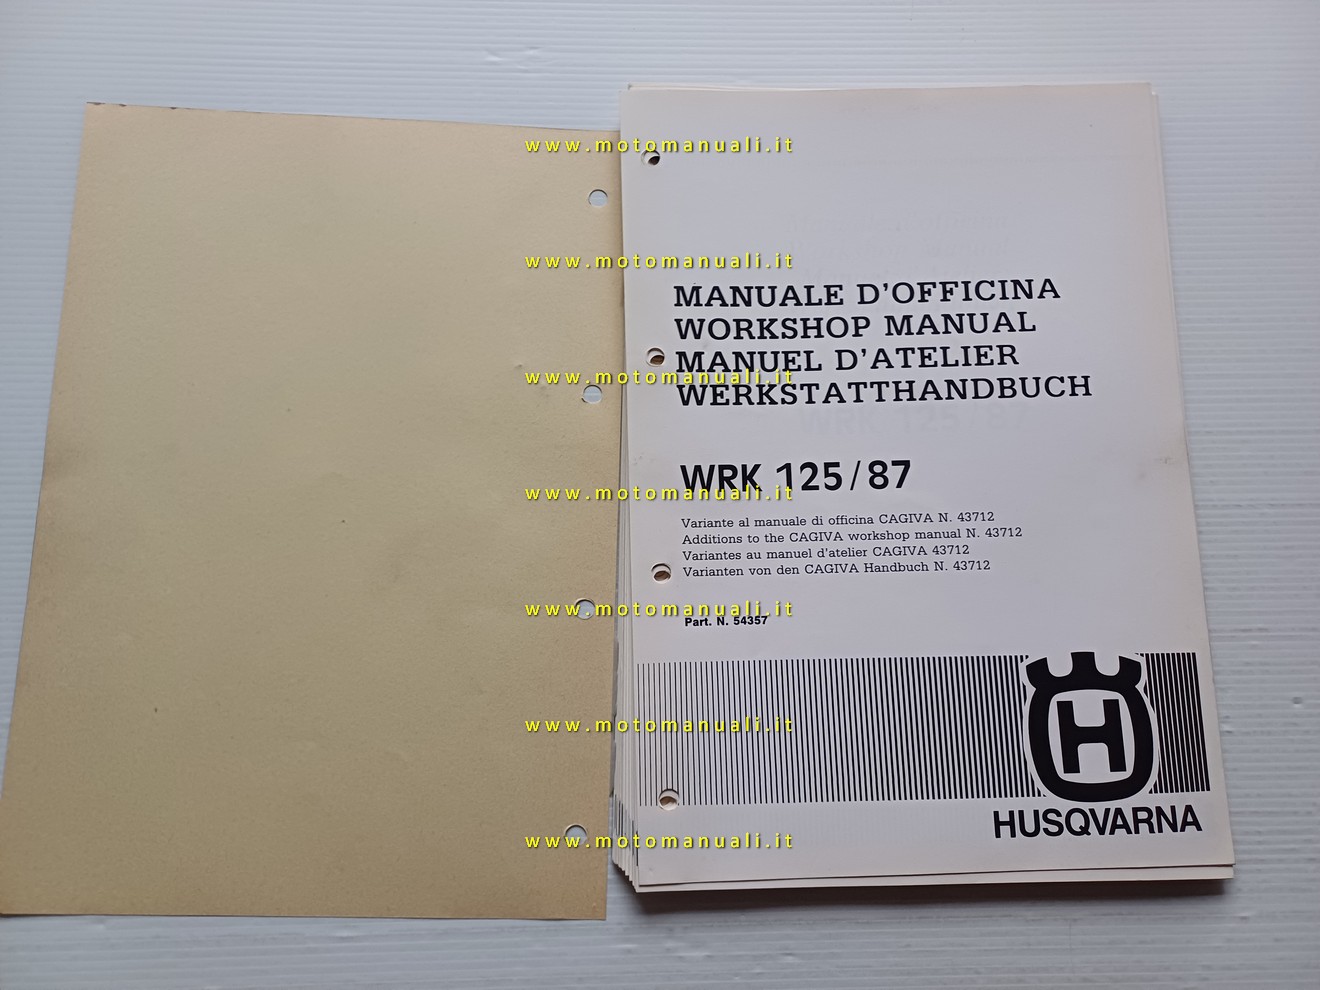 www.motomanuali.it
www.motomanuali.it
MANUALE D'OFFICINA
WORKSHOP MANUAL
MANUEL D'ATELIER
www.motomanuali.it
WERKSTATTHANDBUCH
WRK 125/87
www.motomanuali.it
Variante al manuale di officina CAGIVA N. 43712
Additions to the CAGIVA workshop manual N. 43712
Variantes au manuel d'atelier CAGIVA 43712
Varianten von den CAGIVA Handbuch N. 43712
www.motomanuali.it
Part. N. 54357
H
www.motomanuali.it
HUSQVARNA
www.motomanuali.it